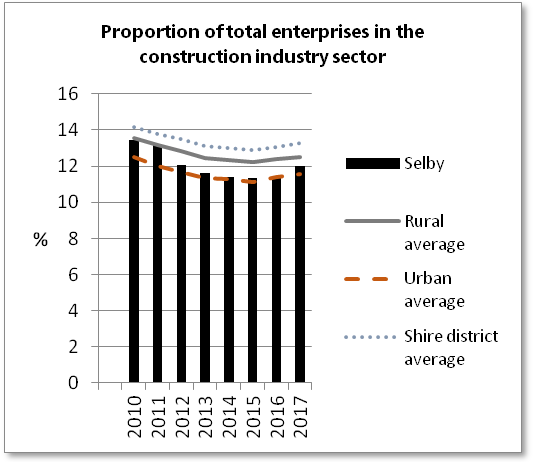 Proportion of total enterprises in the
construction industry sector
16
14
12
10
8
6
4
2
0
%
2010
2011
2012
2013
2014
2015
2016
2017
Selby
Rural
average
Urban
average
Shire district
average